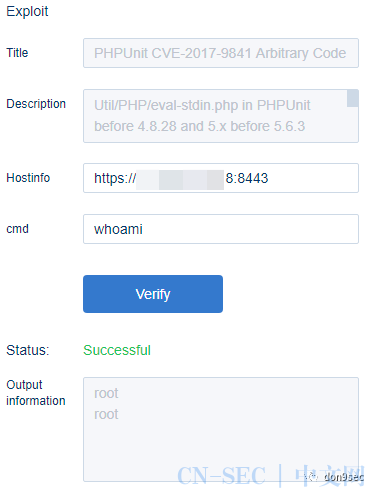 Exploit
Title
PHPUnit CVE-2017-9841 Arbitrary Code
Description
Util/PHP/eval-stdin.php in PHPUnit
before 4.8.28 and 5.x before 5.6.3
Hostinfo
https:// 8:8443
cmd
whoami
Verify
Status:
Successful
Output
information
root
root
CN-SEC 中文网
don9sec